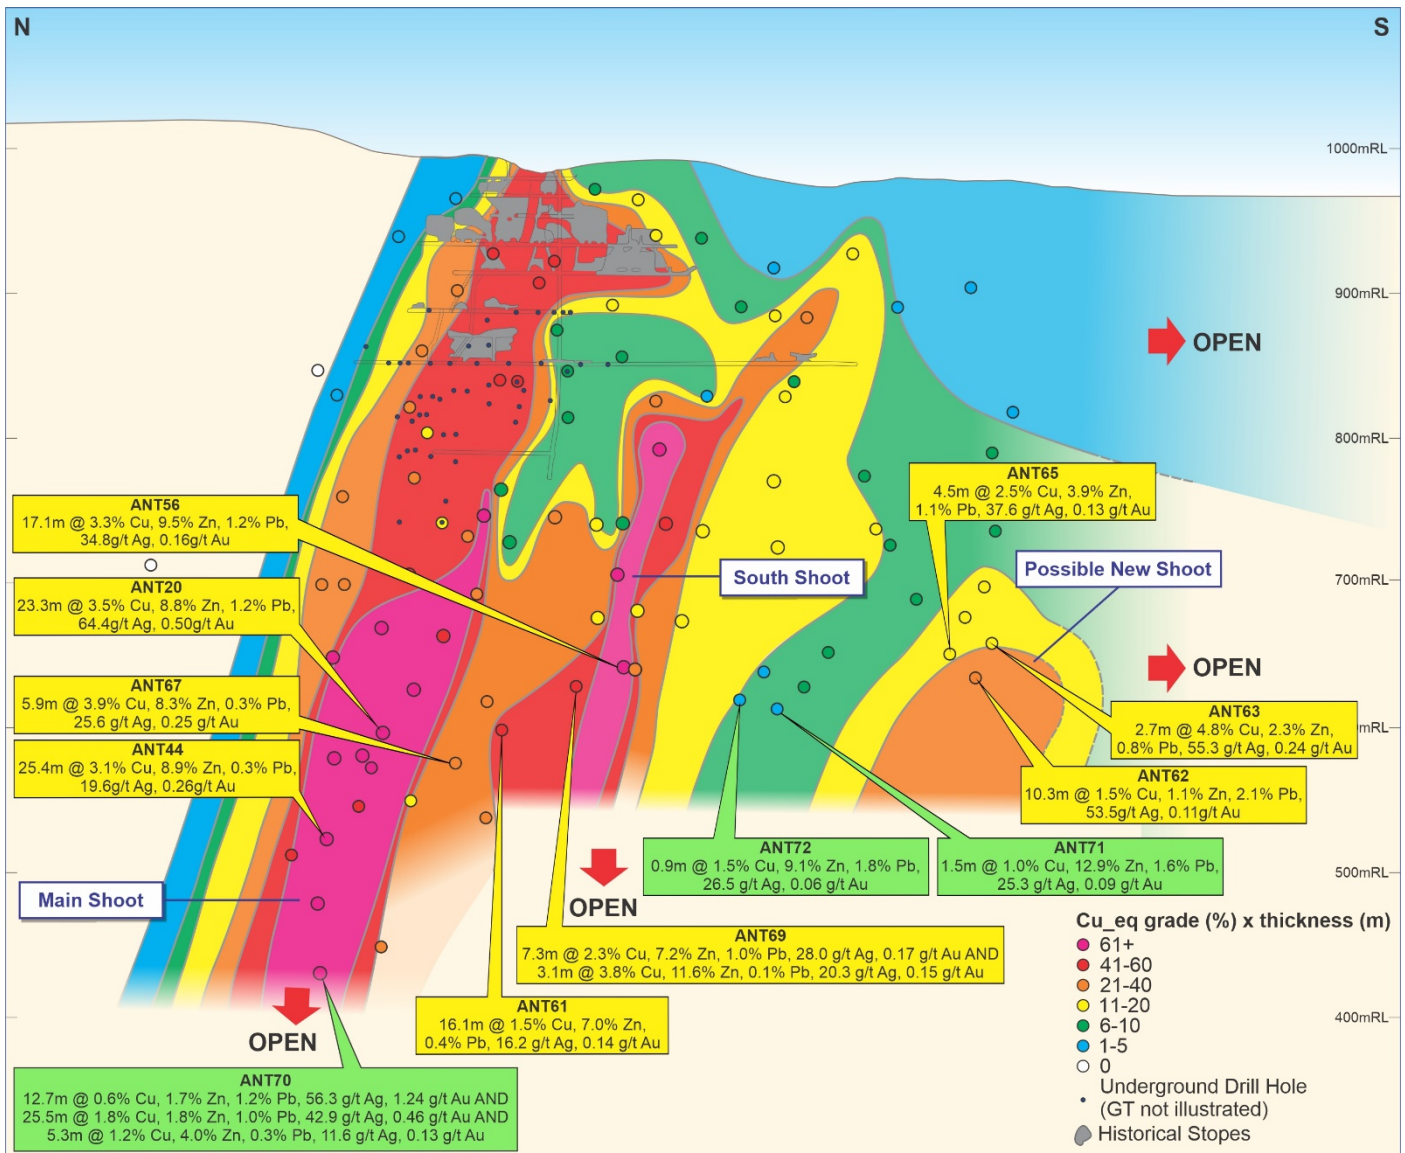 N
S
1000mRL
900mRL
800mRL
700mRL
mRL
500mRL
400mRL
OPEN
OPEN
ANT56
17.1m @ 3.3% Cu, 9.5% Zn, 1.2% Pb,
34.8g/t Ag, 0.16g/t Au
ANT20
23.3m @ 3.5% Cu, 8.8% Zn, 1.2% Pb,
64.4g/t Ag, 0.50g/t Au
ANT67
5.9m @ 3.9% Cu, 8.3% Zn, 0.3% Pb,
25.6 g/t Ag, 0.25 g/t Au
ANT44
25.4m @ 3.1% Cu, 8.9% Zn, 0.3% Pb,
19.6g/t Ag, 0.26g/t Au
Main Shoot
OPEN
ANT70
12.7m @ 0.6% Cu, 1.7% Zn, 1.2% Pb, 56.3 g/t Ag, 1.24 g/t Au AND
25.5m @ 1.8% Cu, 1.8% Zn, 1.0% Pb, 42.9 g/t Ag, 0.46 g/t Au AND
5.3m @ 1.2% Cu, 4.0% Zn, 0.3% Pb, 11.6 g/t Ag, 0.13 g/t Au
South Shoot
ANT65
4.5m @ 2.5% Cu, 3.9% Zn,
1.1% Pb, 37.6 g/t Ag, 0.13 g/t Au
Possible New Shoot
ANT63
2.7m @ 4.8% Cu, 2.3% Zn,
0.8% Pb, 55.3 g/t Ag, 0.24 g/t Au
ANT62
10.3m @ 1.5% Cu, 1.1% Zn, 2.1% Pb,
53.5g/t Ag, 0.11g/t Au
ANT72
0.9m @ 1.5% Cu, 9.1% Zn, 1.8% Pb,
26.5 g/t Ag, 0.06 g/t Au
ANT71
1.5m @ 1.0% Cu, 12.9% Zn, 1.6% Pb,
25.3 g/t Ag, 0.09 g/t Au
OPEN
ANT69
7.3m @ 2.3% Cu, 7.2% Zn, 1.0% Pb, 28.0 g/t Ag, 0.17 g/t Au AND
3.1m @ 3.8% Cu, 11.6% Zn, 0.1% Pb, 20.3 g/t Ag, 0.15 g/t Au
ANT61
16.1m @ 1.5% Cu, 7.0% Zn,
0.4% Pb, 16.2 g/t Ag, 0.14 g/t Au
Cu_eq grade (%) x thickness (m)
61+
41-60
21-40
11-20
6-10
1-5
0
Underground Drill Hole
(GT not illustrated)
Historical Stopes